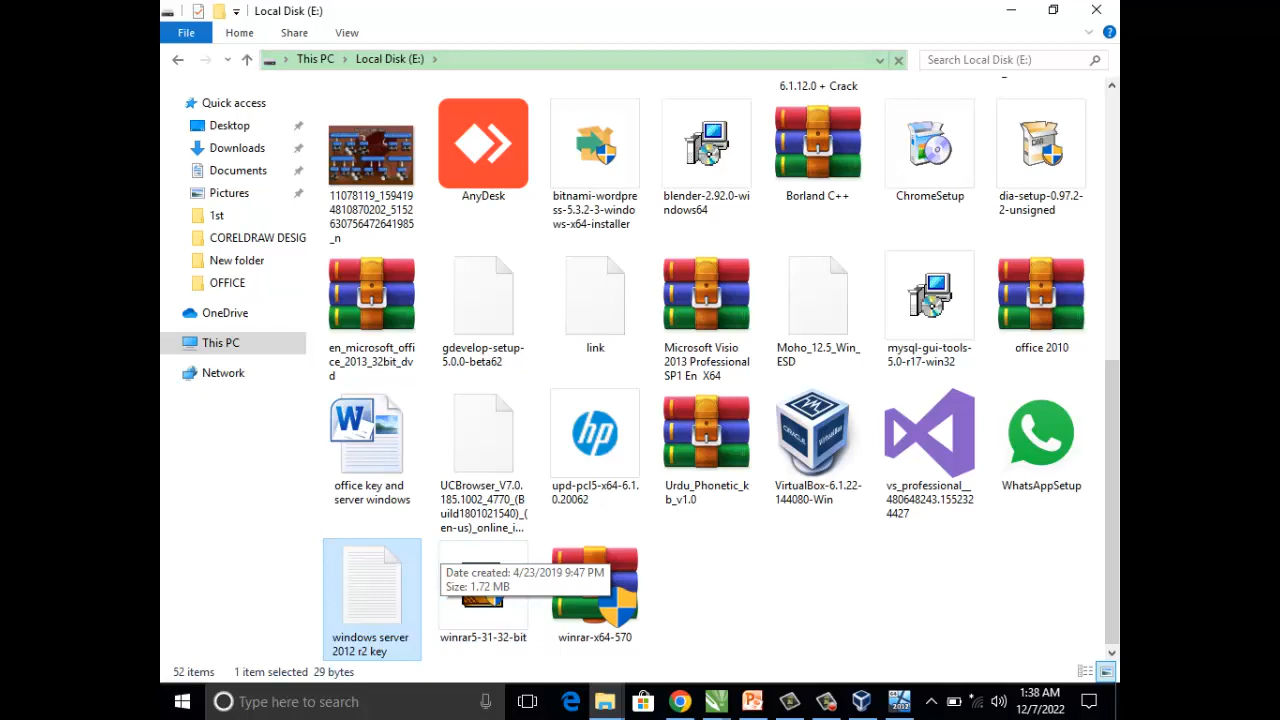 Local Disk (E:)
File
Home
Share
View
This PC
Local Disk (E:)
Search Local Disk (E:)
Quick access
Desktop
Downloads
Documents
Pictures
1st
CORELDRAW DESIG
New folder
OFFICE
OneDrive
This PC
Network
6.1.12.0 + Crack
11078119_159419
4810870202_5152
630756472641985
_n
AnyDesk
bitnami-wordpre
ss-5.3.2-3-windo
ws-x64-installer
blender-2.92.0-wi
ndows64
Borland C++
ChromeSetup
dia-setup-0.97.2-
2-unsigned
en_microsoft_offi
ce_2013_32bit_dv
d
gdevelop-setup-
5.0.0-beta62
link
Microsoft Visio
2013 Professional
SP1 En X64
Moho_12.5_Win_
ESD
mysql-gui-tools-
5.0-r17-win32
office 2010
office key and
server windows
UCBrowser_V7.0.
185.1002_4770_(B
uild1801021540)_(
en-us)_online_i...
upd-pcl5-x64-6.1.
0.20062
Urdu_Phonetic_k
b_v1.0
VirtualBox-6.1.22-
144080-Win
vs_professional__
480648243.155232
4427
WhatsAppSetup
Date created: 4/23/2019 9:47 PM
Size: 1.72 MB
windows server
2012 r2 key
winrar5-31-32-bit
winrar-x64-570
52 items
1 item selected 29 bytes
Type here to search
1:38 AM
12/7/2022